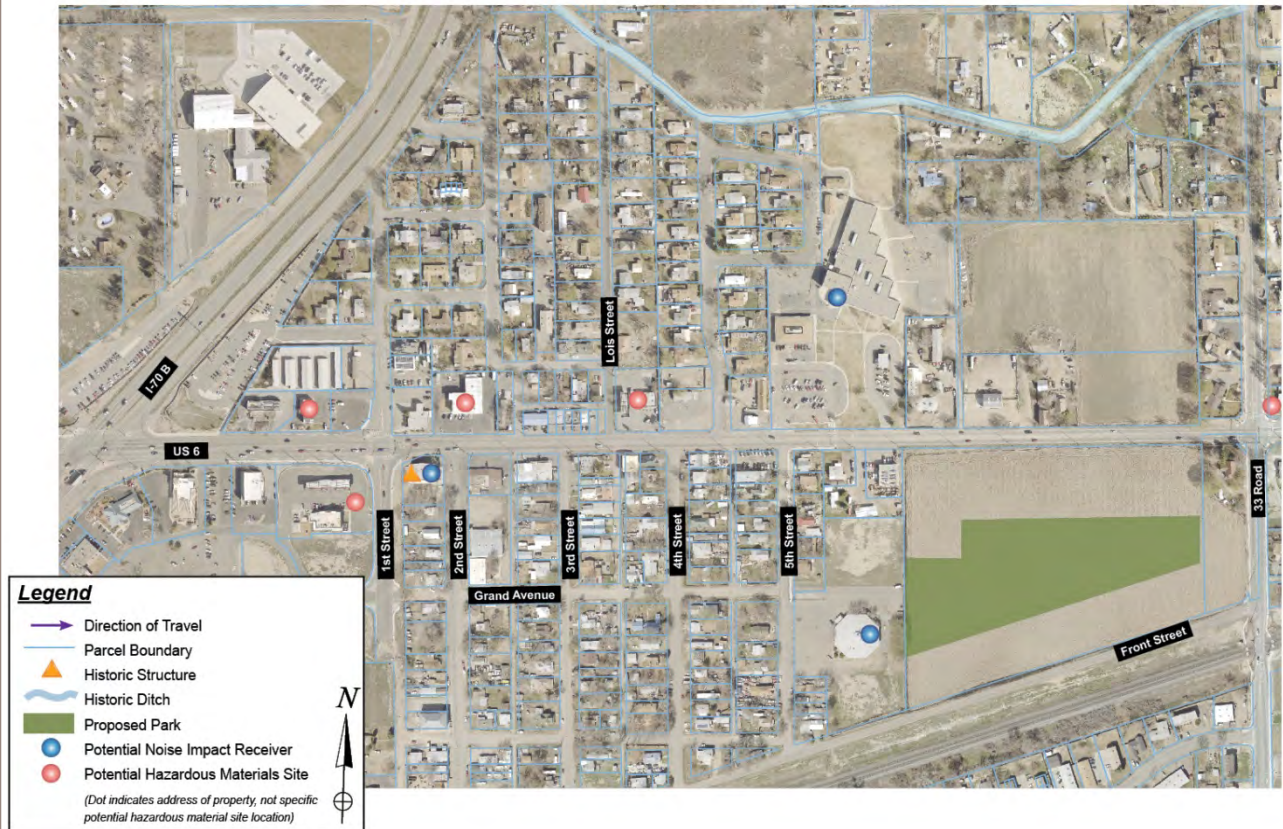 Lois Street
I-70 B
US 6
1st Street
2nd Street
3rd Street
4th Street
5th Street
33 Road
Grand Avenue
Front Street
Legend
Direction of Travel
Parcel Boundary
Historic Structure
Historic Ditch
Proposed Park
Potential Noise Impact Receiver
Potential Hazardous Materials Site
(Dot indicates address of property, not specific
potential hazardous material site location)
N